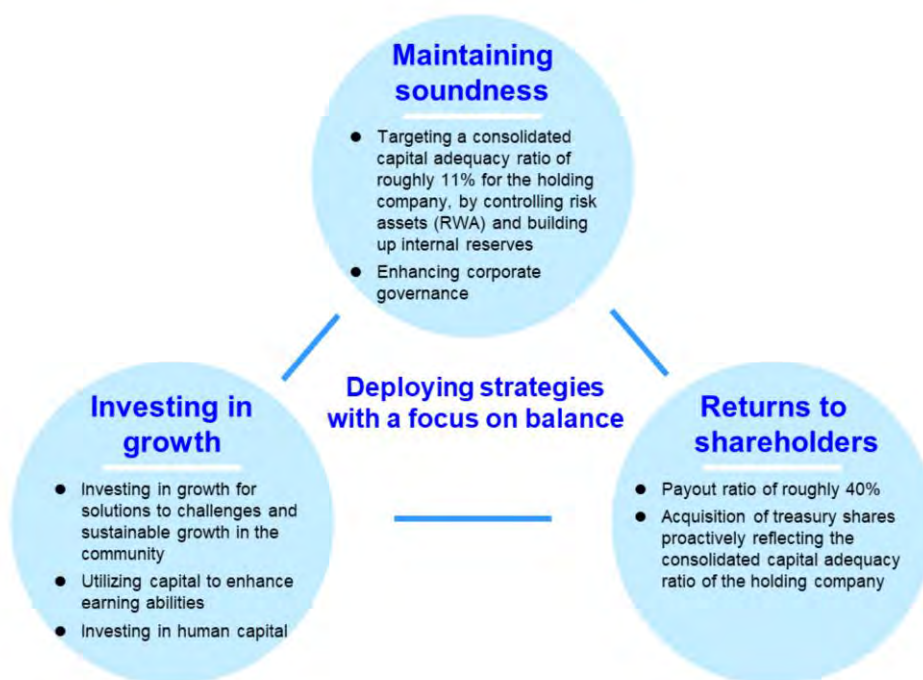 Maintaining
soundness
● Targeting a consolidated
capital adequacy ratio of
roughly 11% for the holding
company, by controlling risk
assets (RWA) and building
up internal reserves
● Enhancing corporate
governance
Deploying strategies
with a focus on balance
Investing in
growth
● Investing in growth for
solutions to challenges and
sustainable growth in the
community
● Utilizing capital to enhance
earning abilities
● Investing in human capital
Returns to
shareholders
● Payout ratio of roughly 40%
● Acquisition of treasury shares
proactively reflecting the
consolidated capital adequacy
ratio of the holding company